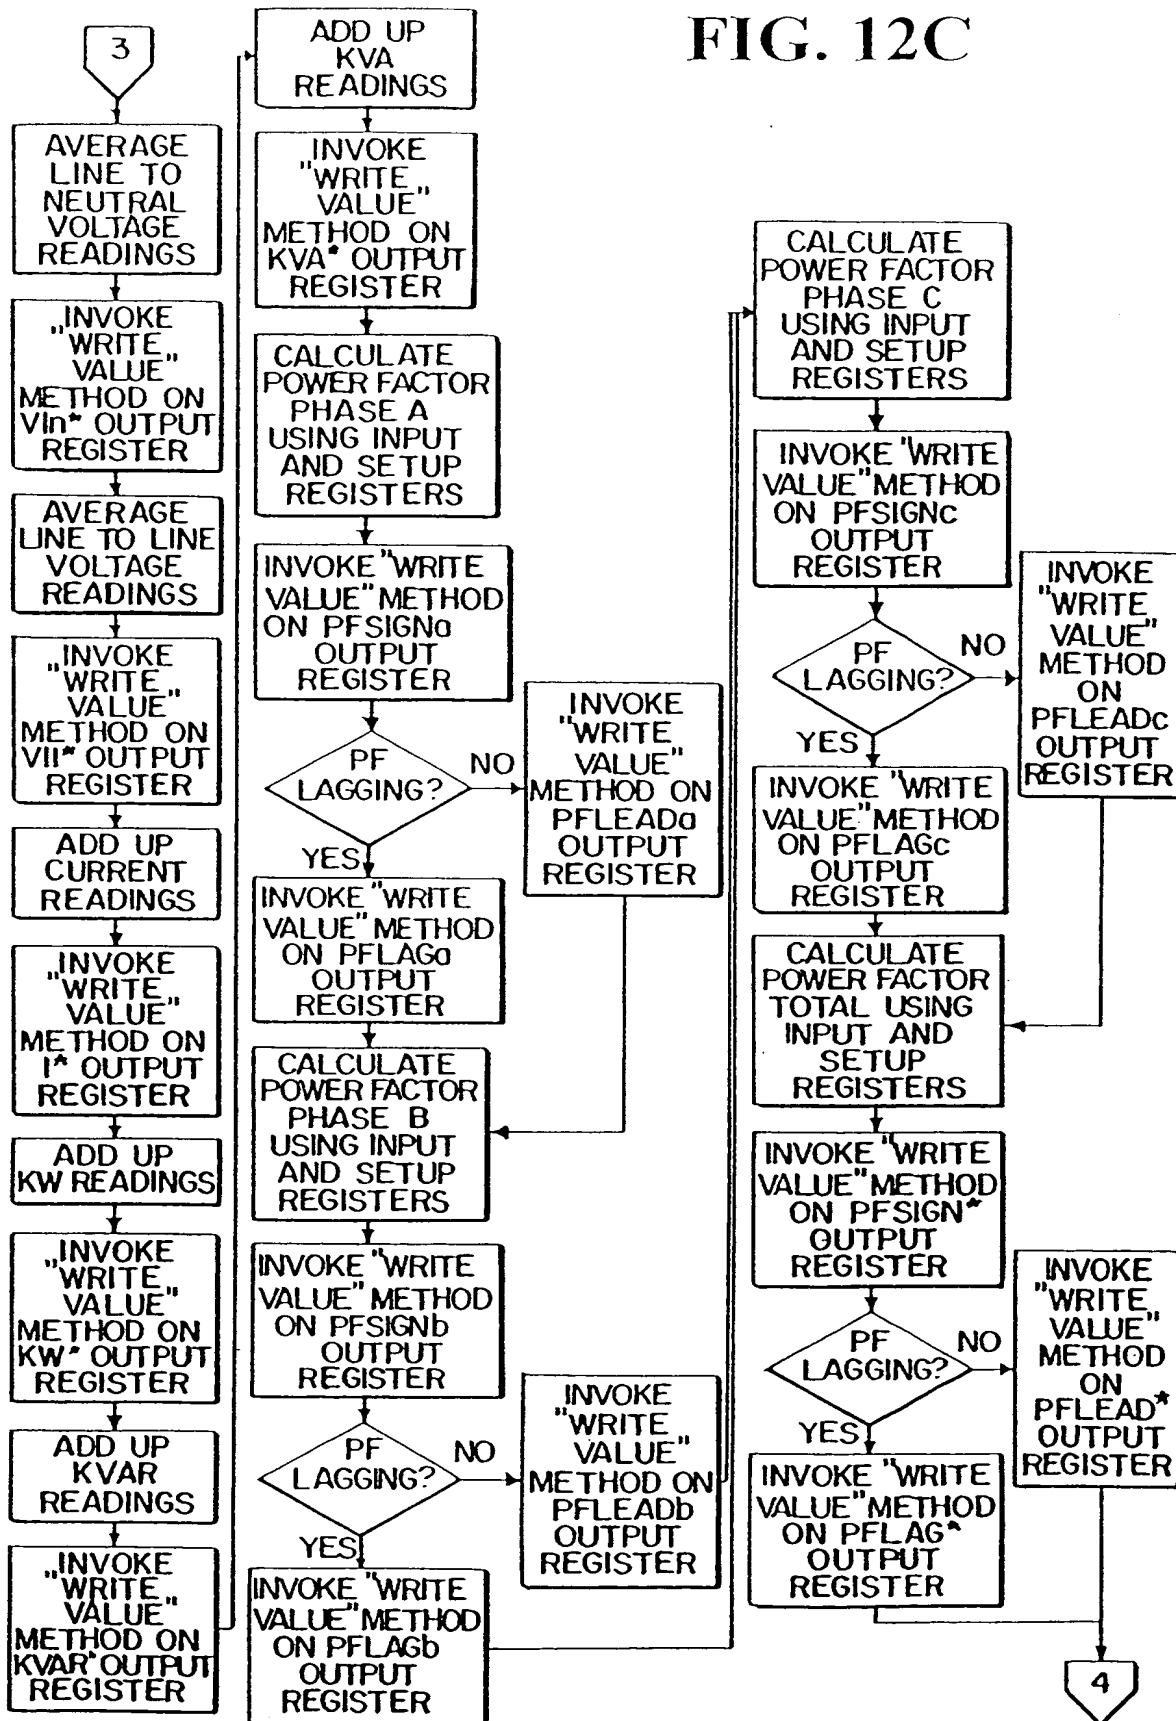 FIG. 12C
3
AVERAGE
LINE TO
NEUTRAL
VOLTAGE
READINGS
INVOKE
"WRITE
VALUE"
METHOD ON
Vln* OUTPUT
REGISTER
AVERAGE
LINE TO LINE
VOLTAGE
READINGS
INVOKE
"WRITE
VALUE"
METHOD ON
Vll* OUTPUT
REGISTER
ADD UP
CURRENT
READINGS
INVOKE
"WRITE
VALUE"
METHOD ON
I* OUTPUT
REGISTER
ADD UP
KW READINGS
INVOKE
"WRITE
VALUE"
METHOD ON
KW* OUTPUT
REGISTER
ADD UP
KVAR
READINGS
INVOKE
"WRITE
VALUE"
METHOD ON
KVAR* OUTPUT
REGISTER
ADD UP
KVA
READINGS
INVOKE
"WRITE
VALUE"
METHOD ON
KVA* OUTPUT
REGISTER
CALCULATE
POWER FACTOR
PHASE A
USING INPUT
AND SETUP
REGISTERS
INVOKE "WRITE
VALUE" METHOD
ON PFSIGNa
OUTPUT
REGISTER
PF
LAGGING?
NO
YES
INVOKE
"WRITE
VALUE"
METHOD ON
PFLEADa
OUTPUT
REGISTER
INVOKE "WRITE
VALUE" METHOD
ON PFLAGa
OUTPUT
REGISTER
CALCULATE
POWER FACTOR
PHASE B
USING INPUT
AND SETUP
REGISTERS
INVOKE "WRITE
VALUE" METHOD
ON PFSIGNb
OUTPUT
REGISTER
PF
LAGGING?
NO
YES
INVOKE
"WRITE
VALUE"
METHOD ON
PFLEADb
OUTPUT
REGISTER
INVOKE "WRITE
VALUE" METHOD
ON PFLAGb
OUTPUT
REGISTER
CALCULATE
POWER FACTOR
PHASE C
USING INPUT
AND SETUP
REGISTERS
INVOKE "WRITE
VALUE" METHOD
ON PFSIGNc
OUTPUT
REGISTER
PF
LAGGING?
NO
YES
INVOKE
"WRITE
VALUE"
METHOD
ON
PFLEADc
OUTPUT
REGISTER
INVOKE "WRITE
VALUE" METHOD
ON PFLAGc
OUTPUT
REGISTER
CALCULATE
POWER FACTOR
TOTAL USING
INPUT AND
SETUP
REGISTERS
INVOKE "WRITE
VALUE" METHOD
ON PFSIGN*
OUTPUT
REGISTER
PF
LAGGING?
NO
YES
INVOKE
"WRITE
VALUE"
METHOD
ON
PFLEAD*
OUTPUT
REGISTER
INVOKE "WRITE
VALUE" METHOD
ON PFLAG*
OUTPUT
REGISTER
4